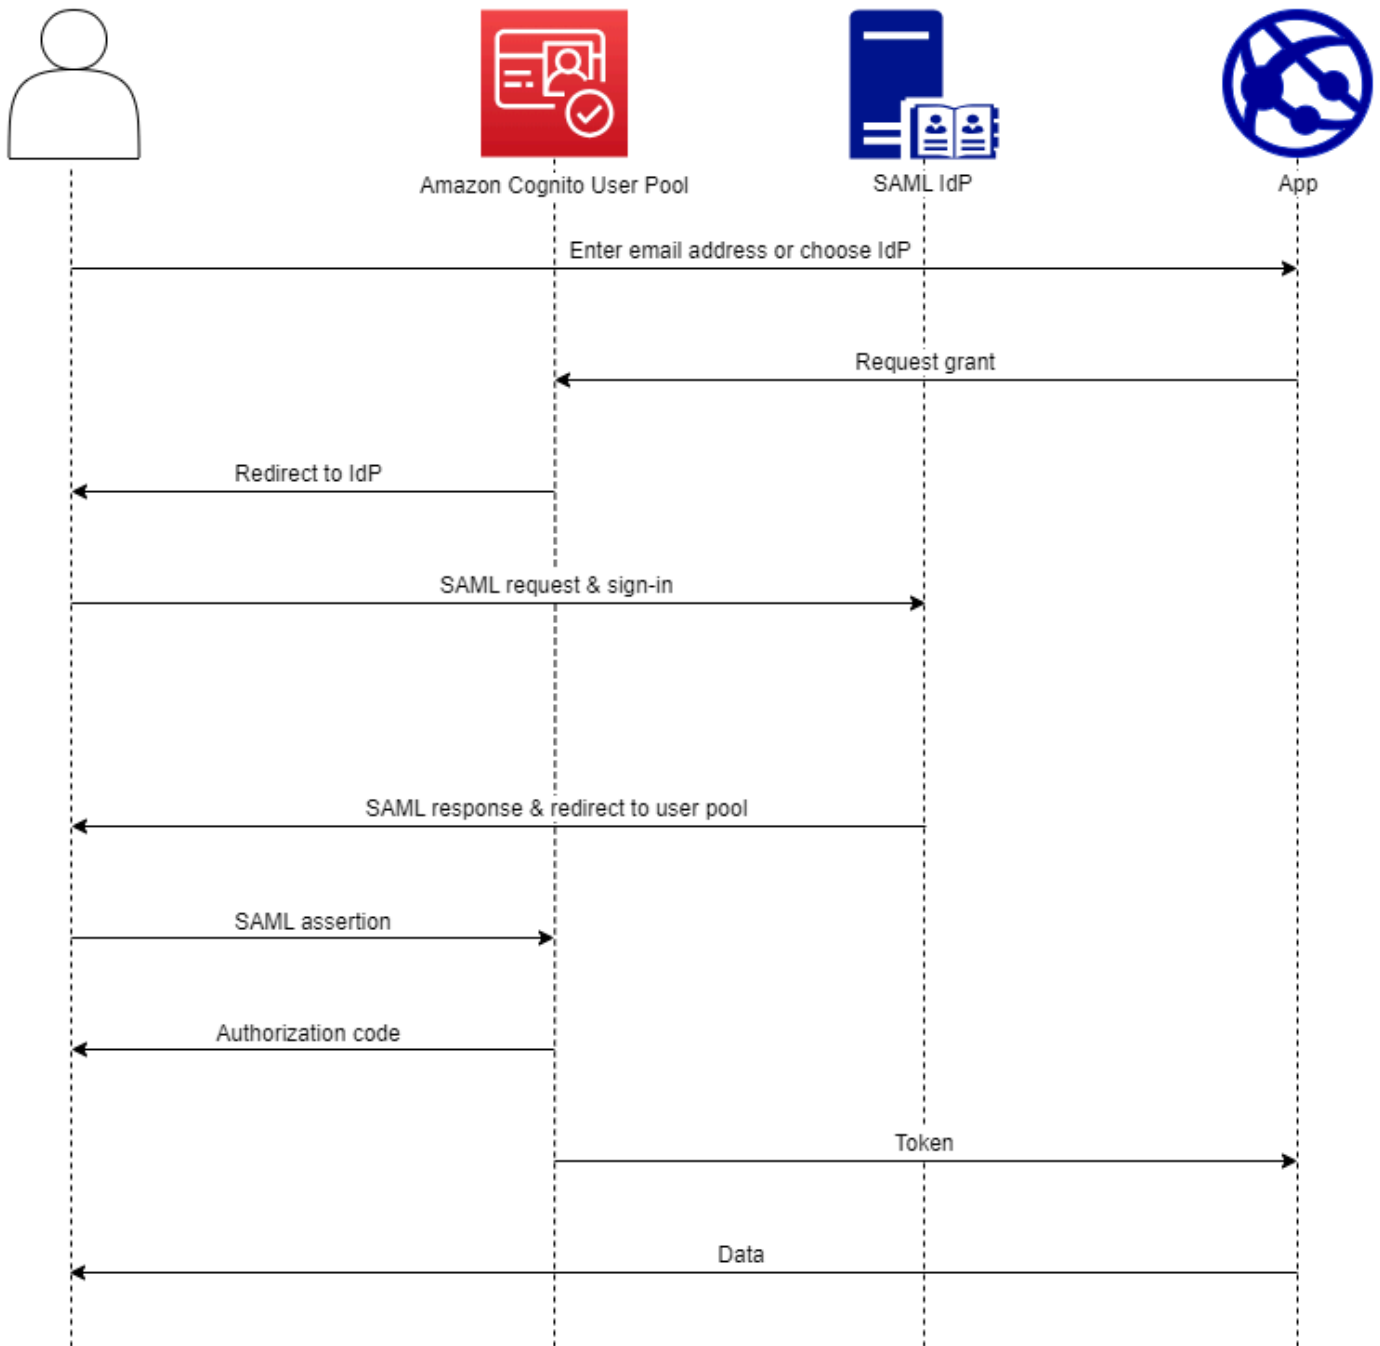 Amazon Cognito User Pool
SAML IdP
App
Enter email address or choose IdP
Request grant
Redirect to IdP
SAML request & sign-in
SAML response & redirect to user pool
SAML assertion
Authorization code
Token
Data